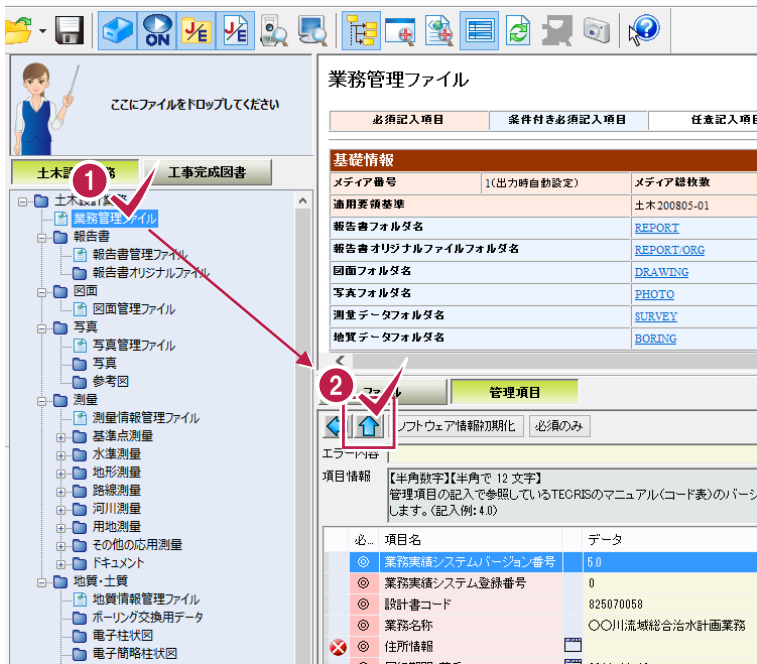 ON
J/E
J/E
ここにファイルをドロップしてください
土木設計業務
工事完成図書
1
土木設計業務
業務管理ファイル
報告書
報告書管理ファイル
報告書オリジナルファイル
図面
図面管理ファイル
写真
写真管理ファイル
写真
参考図
測量
測量情報管理ファイル
基準点測量
水準測量
地形測量
路線測量
河川測量
用地測量
その他の応用測量
ドキュメント
地質・土質
地質情報管理ファイル
ボーリング交換用データ
電子柱状図
電子簡略柱状図
業務管理ファイル
必須記入項目 条件付き必須記入項目 任意記入項目
基礎情報
メディア番号 1(出力時自動設定) メディア総枚数
適用要領基準 土木200805-01
報告書フォルダ名 REPORT
報告書オリジナルファイルフォルダ名 REPORT/ORG
図面フォルダ名 DRAWING
写真フォルダ名 PHOTO
測量データフォルダ名 SURVEY
地質データフォルダ名 BORING
2
ファイル 管理項目
ソフトウェア情報初期化 必須のみ
エラー内容
項目情報 【半角数字】【半角で 12 文字】
管理項目の記入で参照しているTECRISのマニュアル(コード表)のバーシ
します。(記入例:4.0)
必... 項目名 データ
◎ 業務実績システムバージョン番号 5.0
◎ 業務実績システム登録番号 0
◎ 設計書コード 825070058
◎ 業務名称 〇〇川流域総合治水計画業務
◎ 住所情報